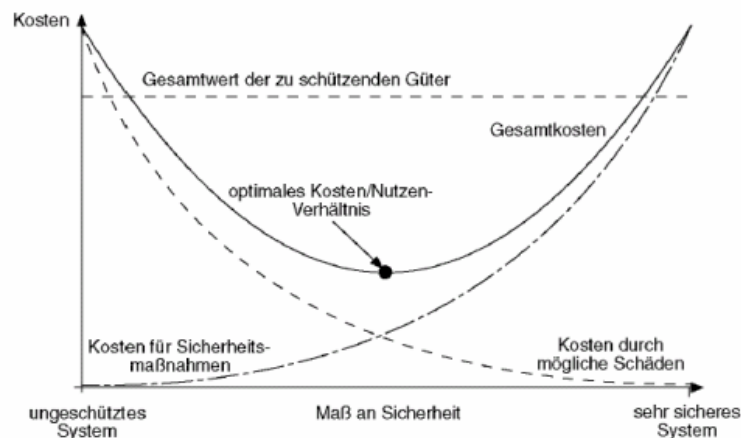 Kosten
Gesamtwert der zu schützenden Güter
Gesamtkosten
optimales Kosten/Nutzen-
Verhältnis
Kosten für Sicherheits-
maßnahmen
Kosten durch
mögliche Schäden
ungeschütztes
System
Maß an Sicherheit
sehr sicheres
System